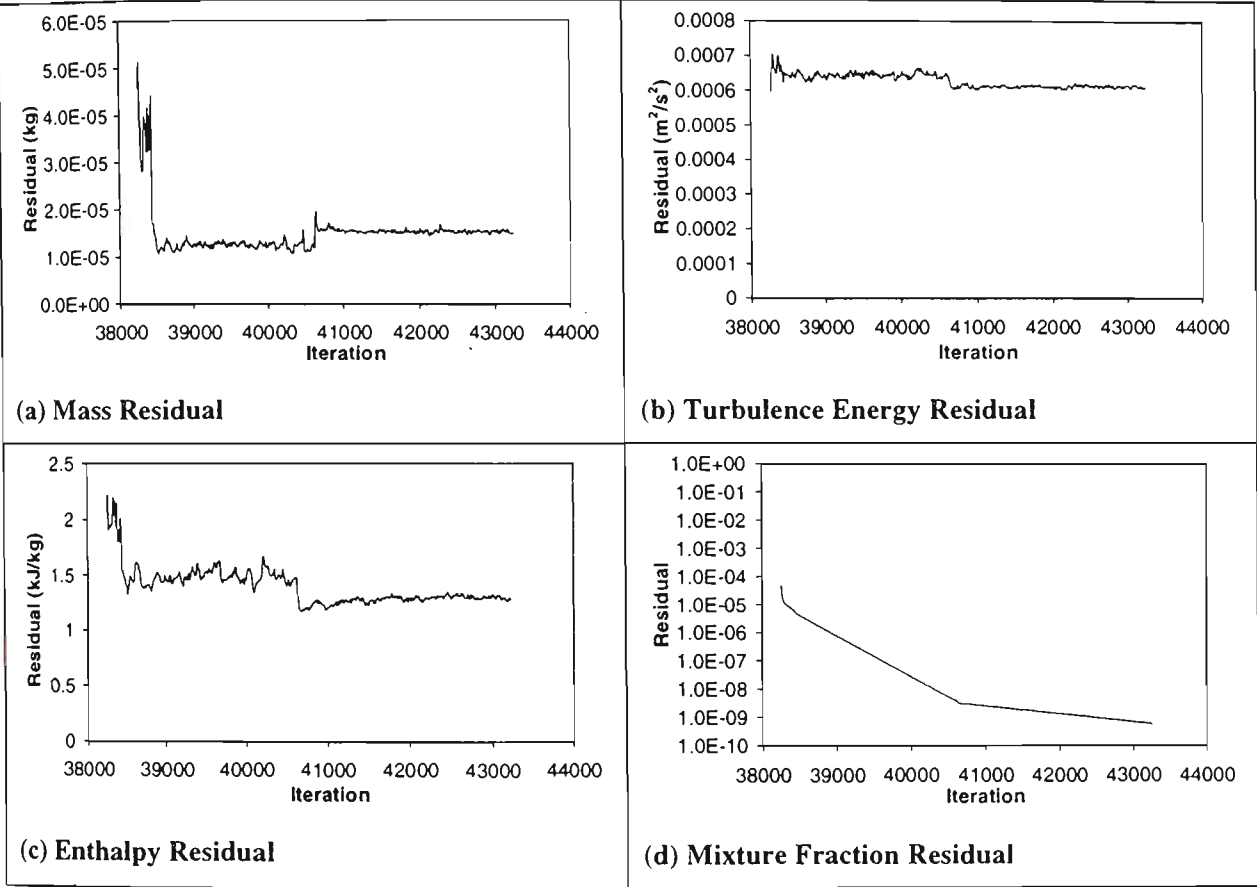 6.0E-05
5.0E-05
4.0E-05
3.0E-05
2.0E-05
1.0E-05
0.0E+00
Residual (kg)
38000 39000 40000 41000 42000 43000 44000
Iteration
(a) Mass Residual
0.0008
0.0007
0.0006
0.0005
0.0004
0.0003
0.0002
0.0001
0
Residual (m²/s²)
38000 39000 40000 41000 42000 43000 44000
Iteration
(b) Turbulence Energy Residual
2.5
2
1.5
1
0.5
0
Residual (kJ/kg)
38000 39000 40000 41000 42000 43000 44000
Iteration
(c) Enthalpy Residual
1.0E+00
1.0E-01
1.0E-02
1.0E-03
1.0E-04
1.0E-05
1.0E-06
1.0E-07
1.0E-08
1.0E-09
1.0E-10
Residual
38000 39000 40000 41000 42000 43000 44000
Iteration
(d) Mixture Fraction Residual